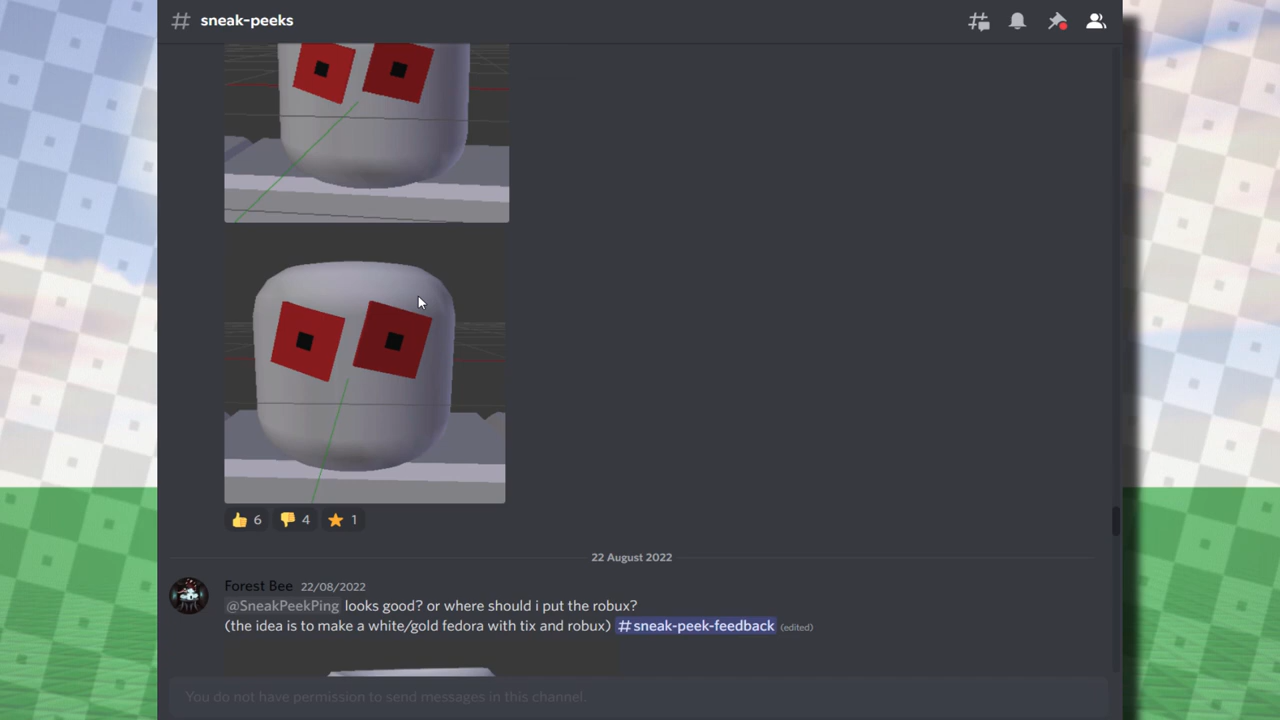 sneak-peeks
6 4 1
22 August 2022
Forest Bee 22/08/2022
@SneakPeekPing looks good? or where should i put the robux?
(the idea is to make a white/gold fedora with tix and robux) #sneak-peek-feedback (edited)
You do not have permission to send messages in this channel.